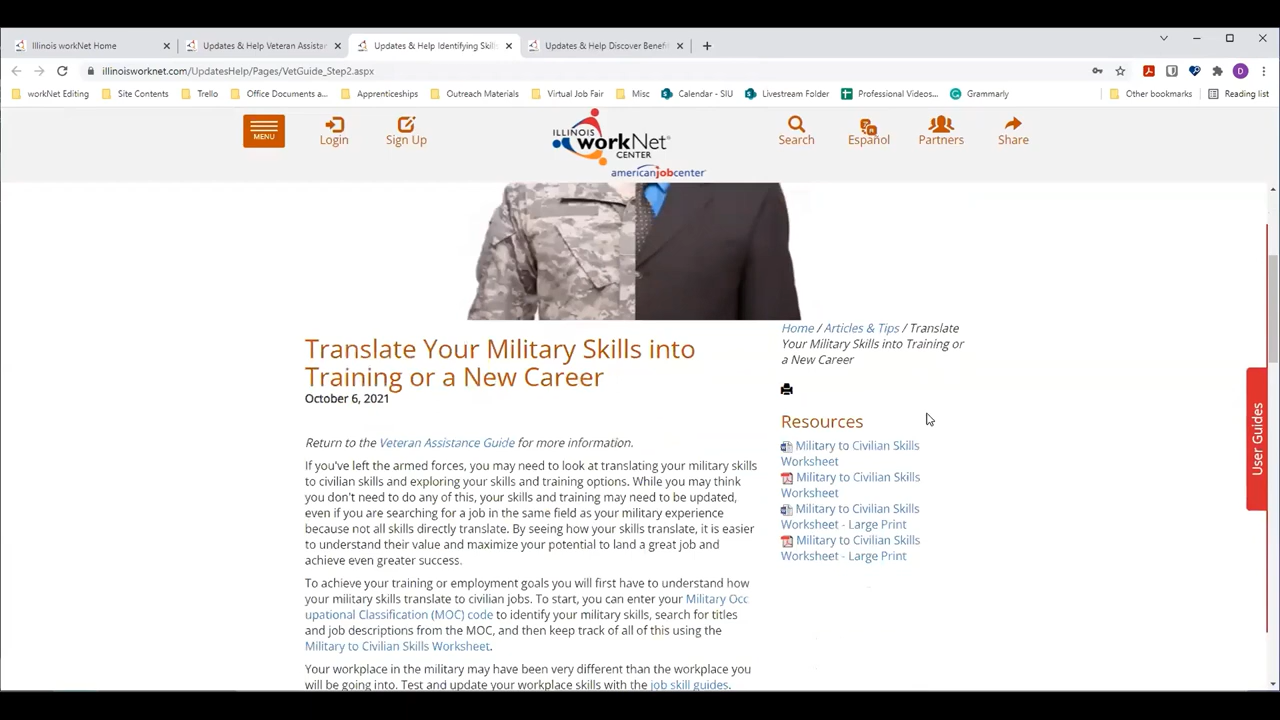 Illinois workNet Home
Updates & Help Veteran Assistan
Updates & Help Identifying Skills
Updates & Help Discover Benefi
illinoisworknet.com/UpdatesHelp/Pages/VetGuide_Step2.aspx
D
workNet Editing
Site Contents
Trello
Office Documents a...
Apprenticeships
Outreach Materials
Virtual Job Fair
Misc
Calendar - SIU
Livestream Folder
Professional Videos...
Grammarly
Other bookmarks
Reading list
MENU
Login
Sign Up
ILLINOIS
workNet®
CENTER
americanjobcenter
Search
Español
Partners
Share
Translate Your Military Skills into
Training or a New Career
October 6, 2021
Return to the Veteran Assistance Guide for more information.
If you've left the armed forces, you may need to look at translating your military skills
to civilian skills and exploring your skills and training options. While you may think
you don't need to do any of this, your skills and training may need to be updated,
even if you are searching for a job in the same field as your military experience
because not all skills directly translate. By seeing how your skills translate, it is easier
to understand their value and maximize your potential to land a great job and
achieve even greater success.
To achieve your training or employment goals you will first have to understand how
your military skills translate to civilian jobs. To start, you can enter your Military Occ
upational Classification (MOC) code to identify your military skills, search for titles
and job descriptions from the MOC, and then keep track of all of this using the
Military to Civilian Skills Worksheet.
Your workplace in the military may have been very different than the workplace you
will be going into. Test and update your workplace skills with the job skill guides.
Home / Articles & Tips / Translate
Your Military Skills into Training or
a New Career
Resources
Military to Civilian Skills
Worksheet
Military to Civilian Skills
Worksheet
Military to Civilian Skills
Worksheet - Large Print
Military to Civilian Skills
Worksheet - Large Print
User Guides